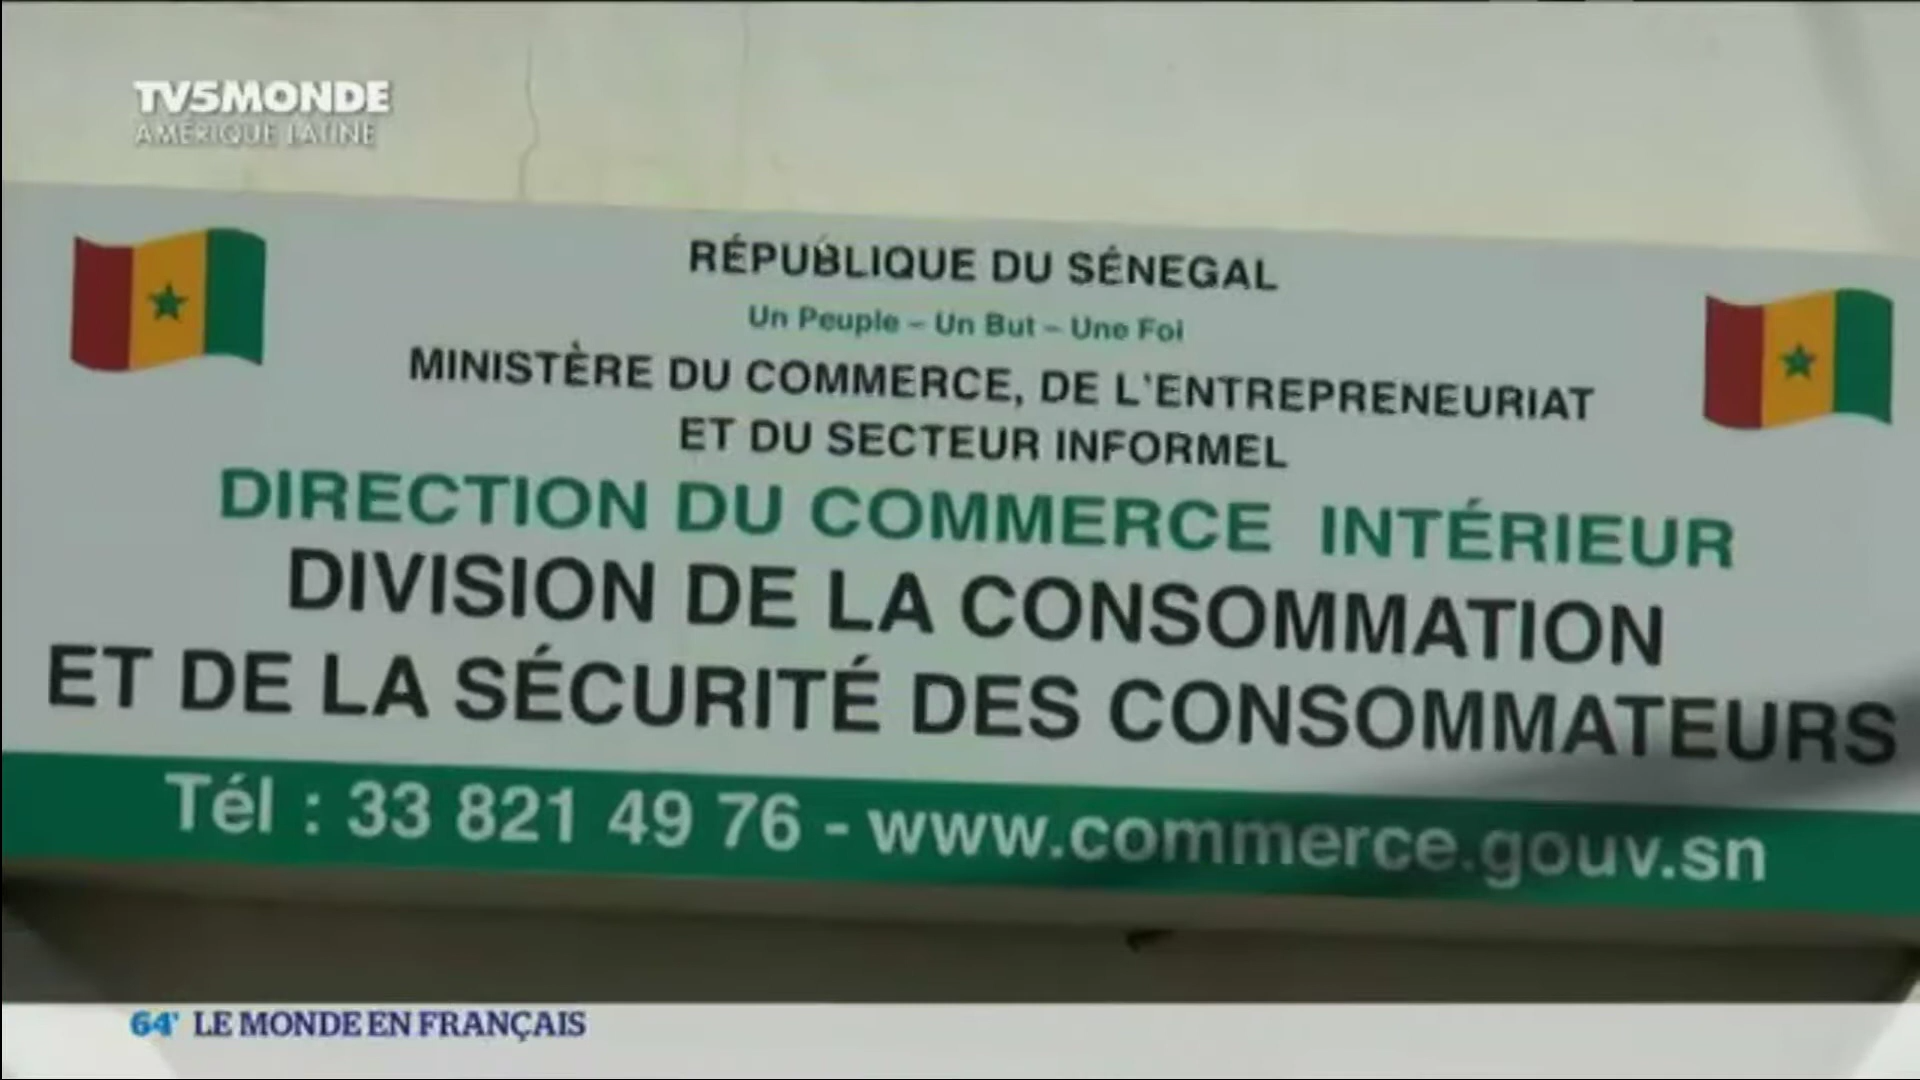 TV5MONDE
AMÉRIQUE LATINE
RÉPUBLIQUE DU SÉNEGAL
Un Peuple – Un But – Une Foi
MINISTÈRE DU COMMERCE, DE L'ENTREPRENEURIAT
ET DU SECTEUR INFORMEL
DIRECTION DU COMMERCE INTÉRIEUR
DIVISION DE LA CONSOMMATION
ET DE LA SÉCURITÉ DES CONSOMMATEURS
Tél : 33 821 49 76 - www.commerce.gouv.sn
64' LE MONDE EN FRANÇAIS